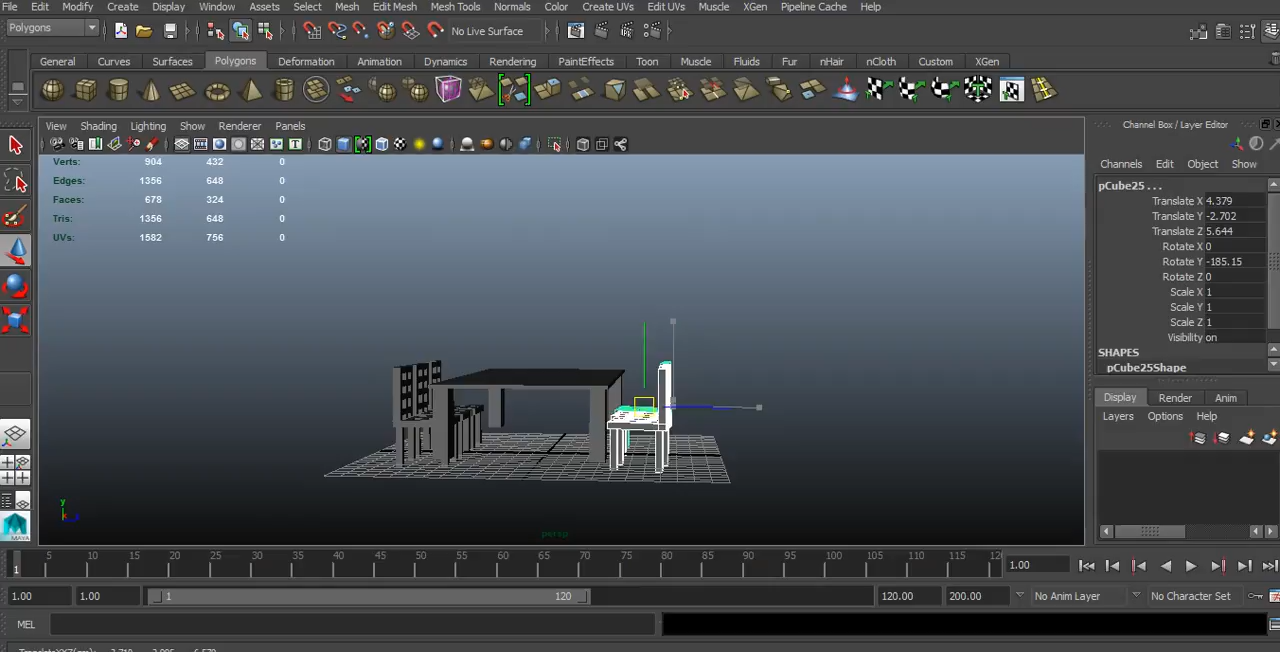 File Edit Modify Create Display Window Assets Select Mesh Edit Mesh Mesh Tools Normals Color Create UVs Edit UVs Muscle XGen Pipeline Cache Help
Polygons No Live Surface
General Curves Surfaces Polygons Deformation Animation Dynamics Rendering PaintEffects Toon Muscle Fluids Fur nHair nCloth Custom XGen
View Shading Lighting Show Renderer Panels
Channel Box / Layer Editor
Channels Edit Object Show
Verts: 904 432 0
Edges: 1356 648 0
Faces: 678 324 0
Tris: 1356 648 0
UVs: 1582 756 0
pCube25 ...
Translate X 4.379
Translate Y -2.702
Translate Z 5.644
Rotate X 0
Rotate Y -185.15
Rotate Z 0
Scale X 1
Scale Y 1
Scale Z 1
Visibility on
SHAPES
pCube25Shape
Display Render Anim
Layers Options Help
y
persp
MAYA
1 5 10 15 20 25 30 35 40 45 50 55 60 65 70 75 80 85 90 95 100 105 110 115 1.00
1.00 1.00 1 120 120.00 200.00 No Anim Layer No Character Set
MEL